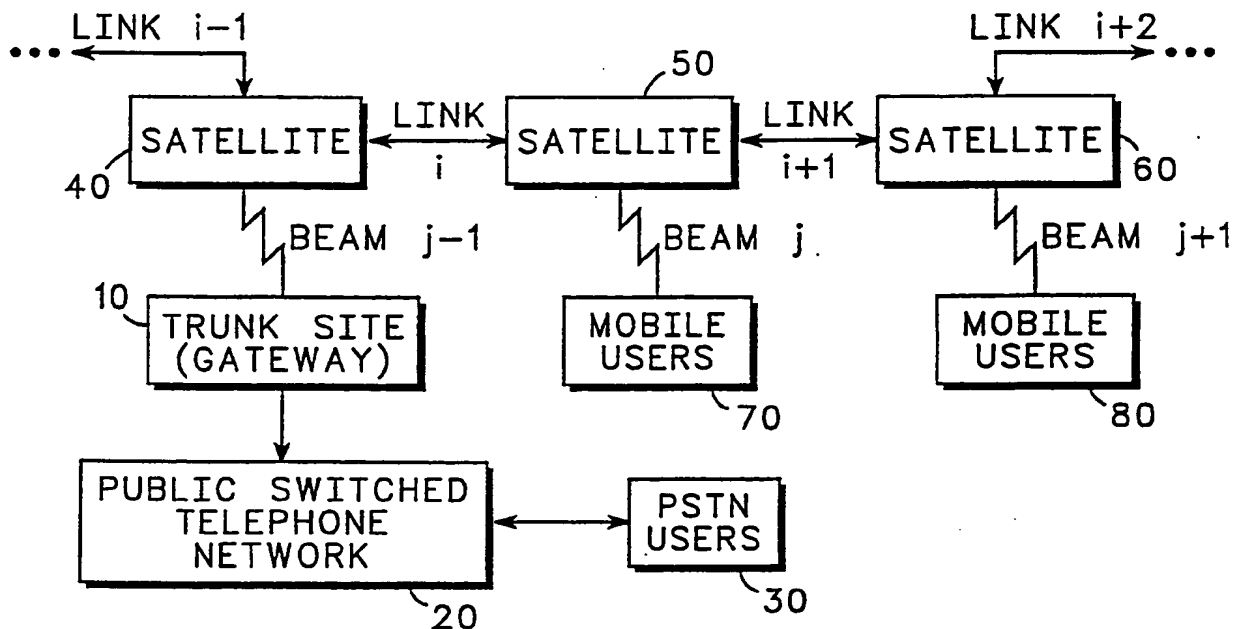 LINK i-1
LINK i+2
50
SATELLITE
LINK
i
SATELLITE
LINK
i+1
SATELLITE
40
60
BEAM j-1
BEAM j
BEAM j+1
10
TRUNK SITE
(GATEWAY)
MOBILE
USERS
MOBILE
USERS
70
80
PUBLIC SWITCHED
TELEPHONE
NETWORK
PSTN
USERS
20
30